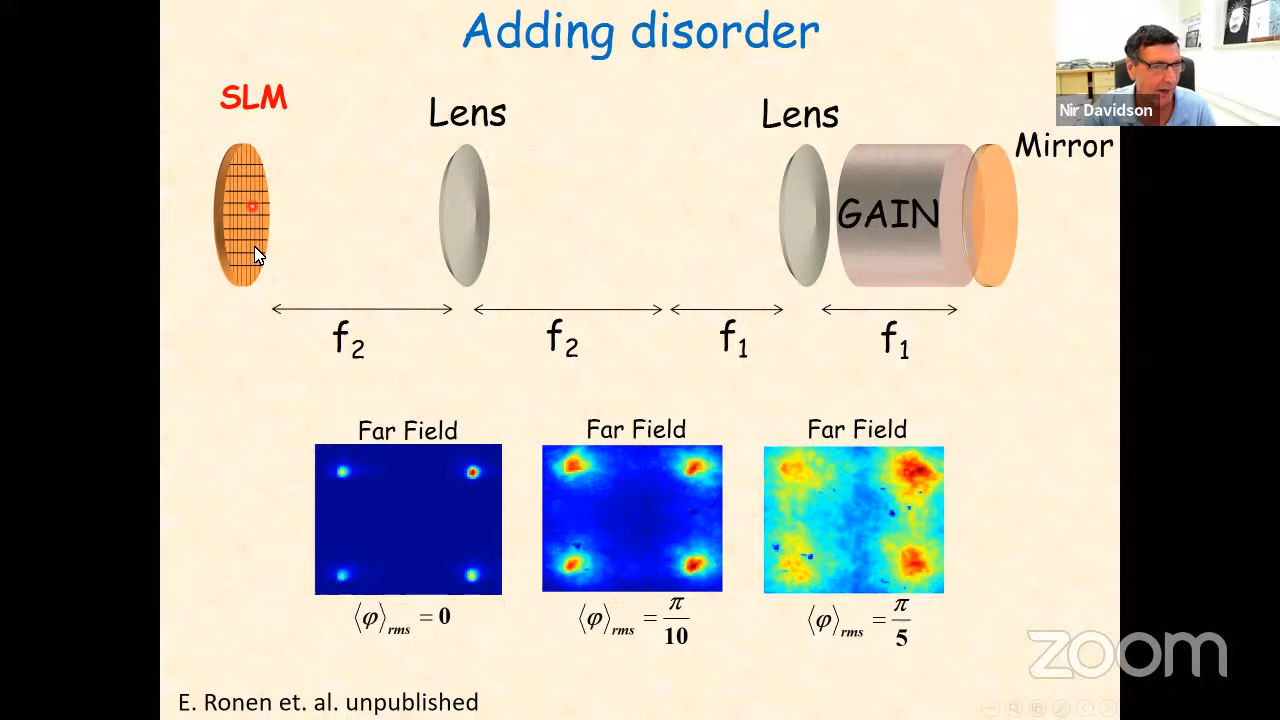 Adding disorder
SLM
Lens
Lens
Nir Davidson
Mirror
GAIN
f2
f2
f1
f1
Far Field
Far Field
Far Field
⟨φ⟩rms = 0
⟨φ⟩rms = π/10
⟨φ⟩rms = π/5
zoom
E. Ronen et. al. unpublished